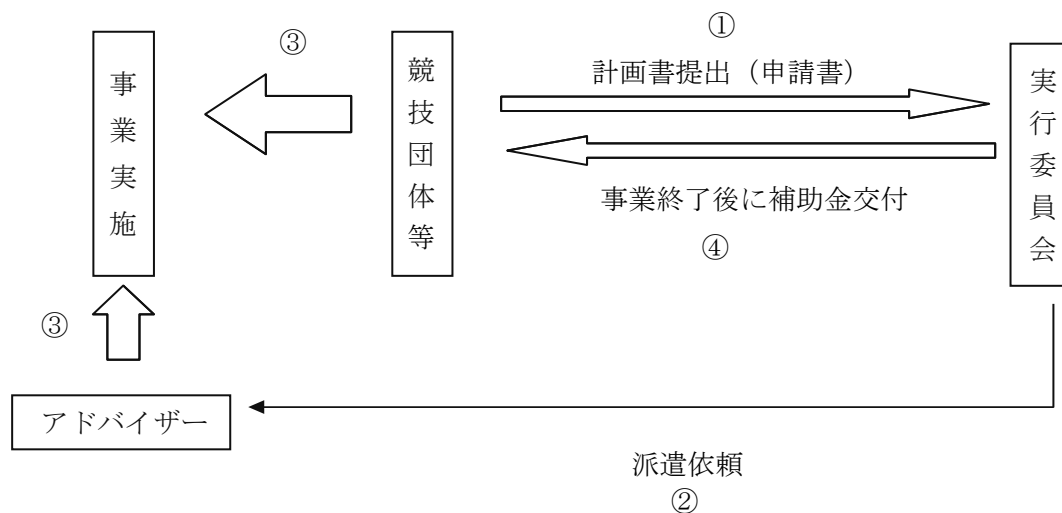 ①
計画書提出（申請書）
③
事業実施
競技団体等
実行委員会
事業終了後に補助金交付
④
③
アドバイザー
派遣依頼
②